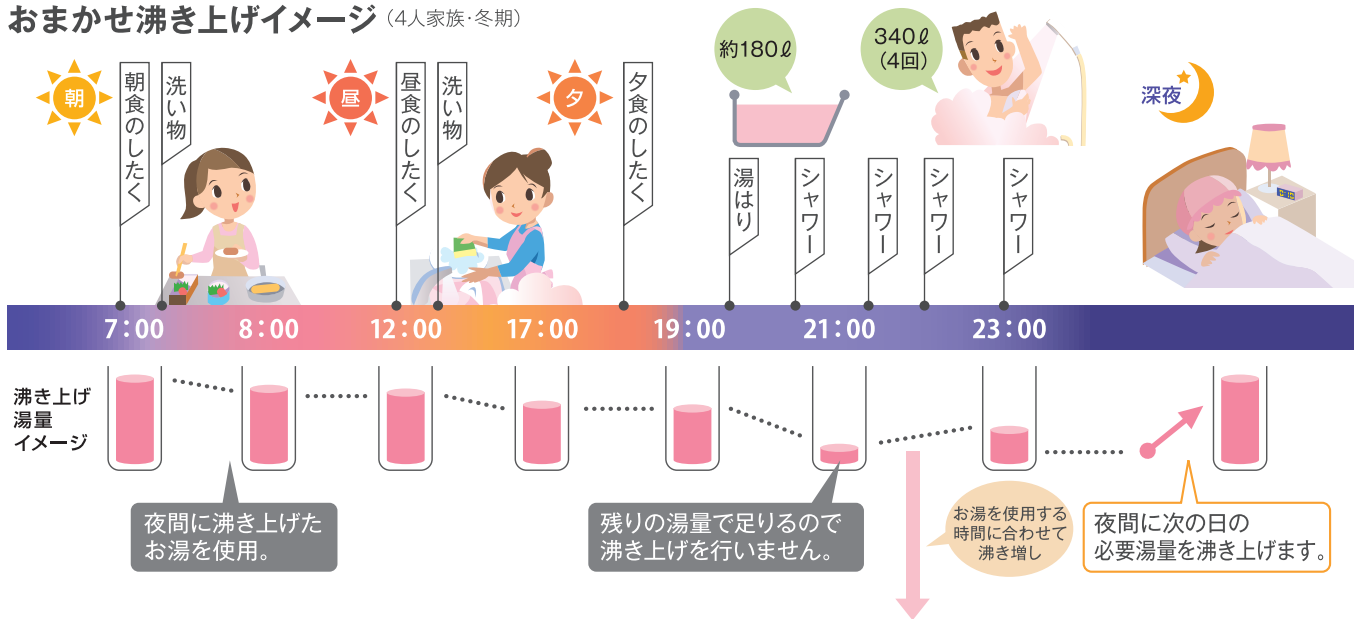 おまかせ沸き上げイメージ（4人家族・冬期）
朝
朝食のしたく
洗い物
昼
昼食のしたく
洗い物
夕
夕食のしたく
約180ℓ
湯はり
340ℓ
（4回）
シャワー
シャワー
シャワー
シャワー
深夜
7:00
8:00
12:00
17:00
19:00
21:00
23:00
沸き上げ
湯量
イメージ
夜間に沸き上げた
お湯を使用。
残りの湯量で足りるので
沸き上げを行いません。
お湯を使用する
時間に合わせて
沸き増し
夜間に次の日の
必要湯量を沸き上げます。